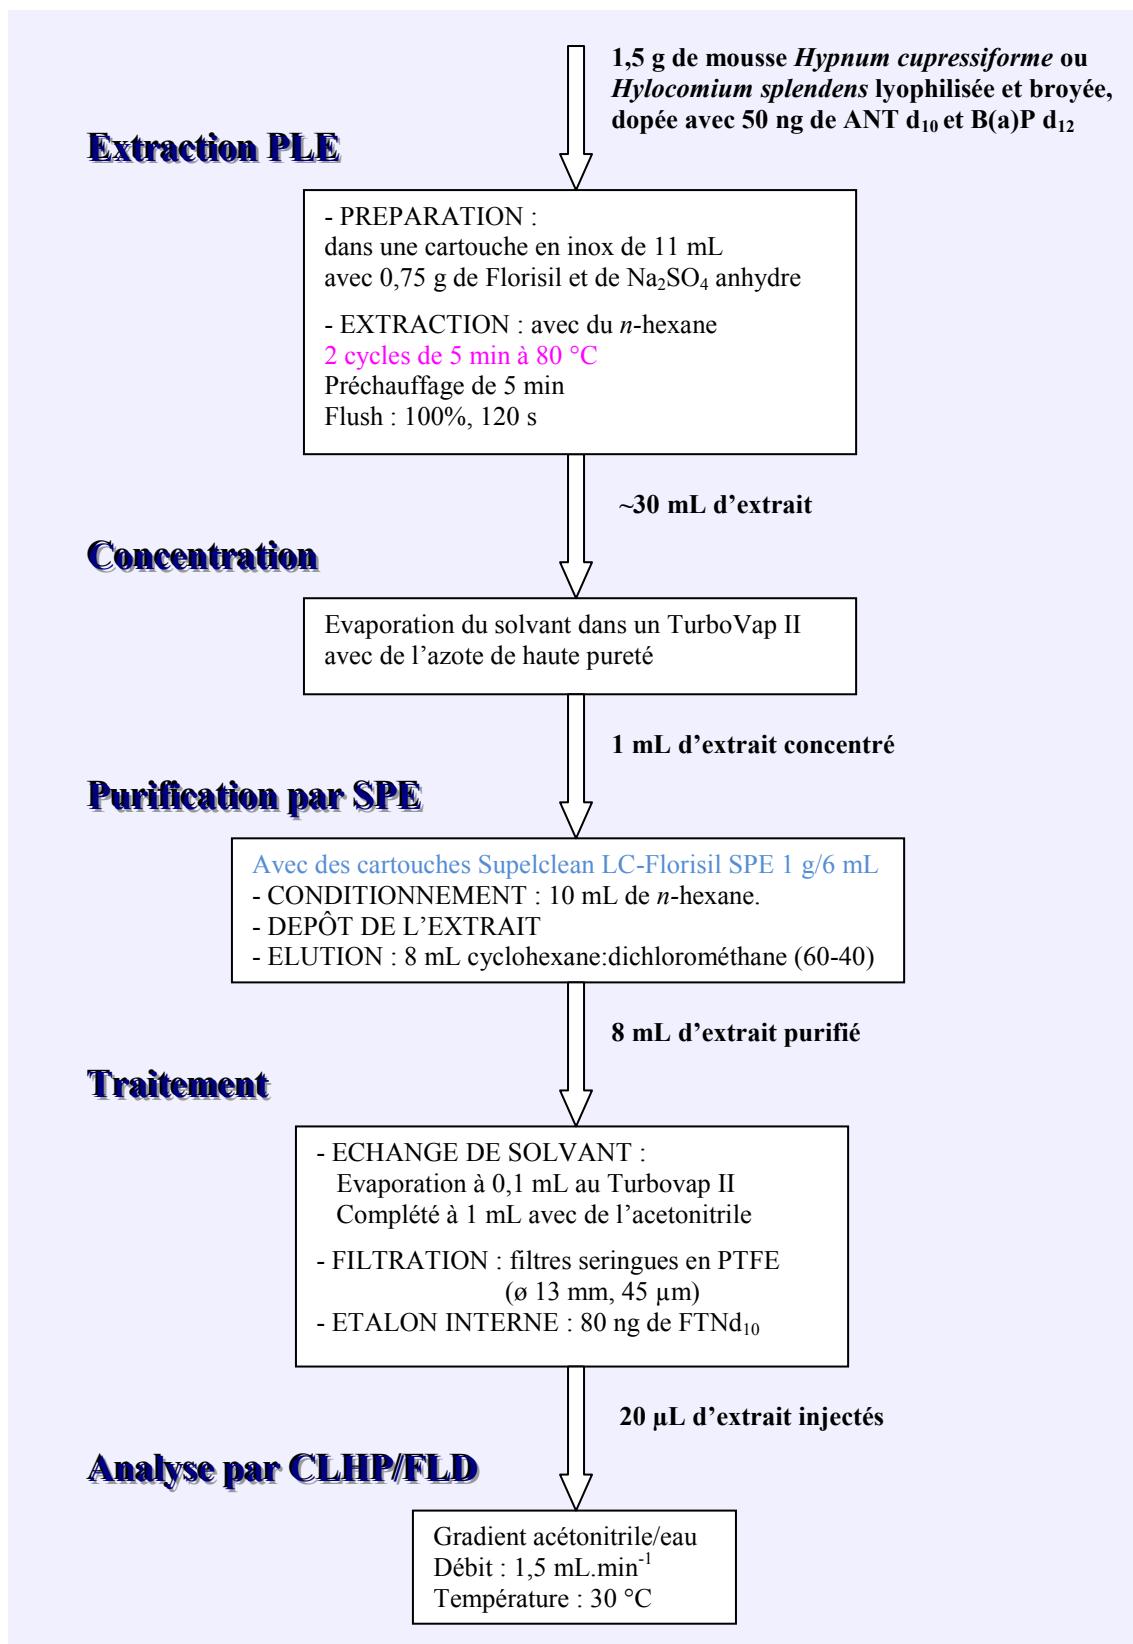 1,5 g de mousse Hypnum cupressiforme ou
Hylocomium splendens lyophilisée et broyée,
dopée avec 50 ng de ANT d10 et B(a)P d12
Extraction PLE
- PREPARATION :
dans une cartouche en inox de 11 mL
avec 0,75 g de Florisil et de Na2SO4 anhydre
- EXTRACTION : avec du n-hexane
2 cycles de 5 min à 80 °C
Préchauffage de 5 min
Flush : 100%, 120 s
~30 mL d’extrait
Concentration
Evaporation du solvant dans un TurboVap II
avec de l’azote de haute pureté
1 mL d’extrait concentré
Purification par SPE
Avec des cartouches Supelclean LC-Florisil SPE 1 g/6 mL
- CONDITIONNEMENT : 10 mL de n-hexane.
- DEPÔT DE L’EXTRAIT
- ELUTION : 8 mL cyclohexane:dichlorométhane (60-40)
8 mL d’extrait purifié
Traitement
- ECHANGE DE SOLVANT :
Evaporation à 0,1 mL au Turbovap II
Complété à 1 mL avec de l’acetonitrile
- FILTRATION : filtres seringues en PTFE
(ø 13 mm, 45 µm)
- ETALON INTERNE : 80 ng de FTNd10
20 µL d’extrait injectés
Analyse par CLHP/FLD
Gradient acétonitrile/eau
Débit : 1,5 mL.min-1
Température : 30 °C